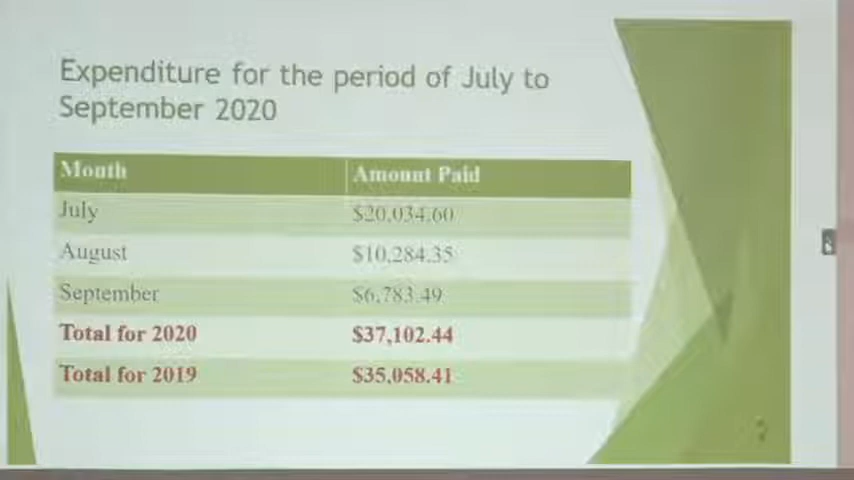 Expenditure for the period of July to
September 2020
Month Amount Paid
July $20,034.60
August $10,284.35
September $6,783.49
Total for 2020 $37,102.44
Total for 2019 $35,058.41